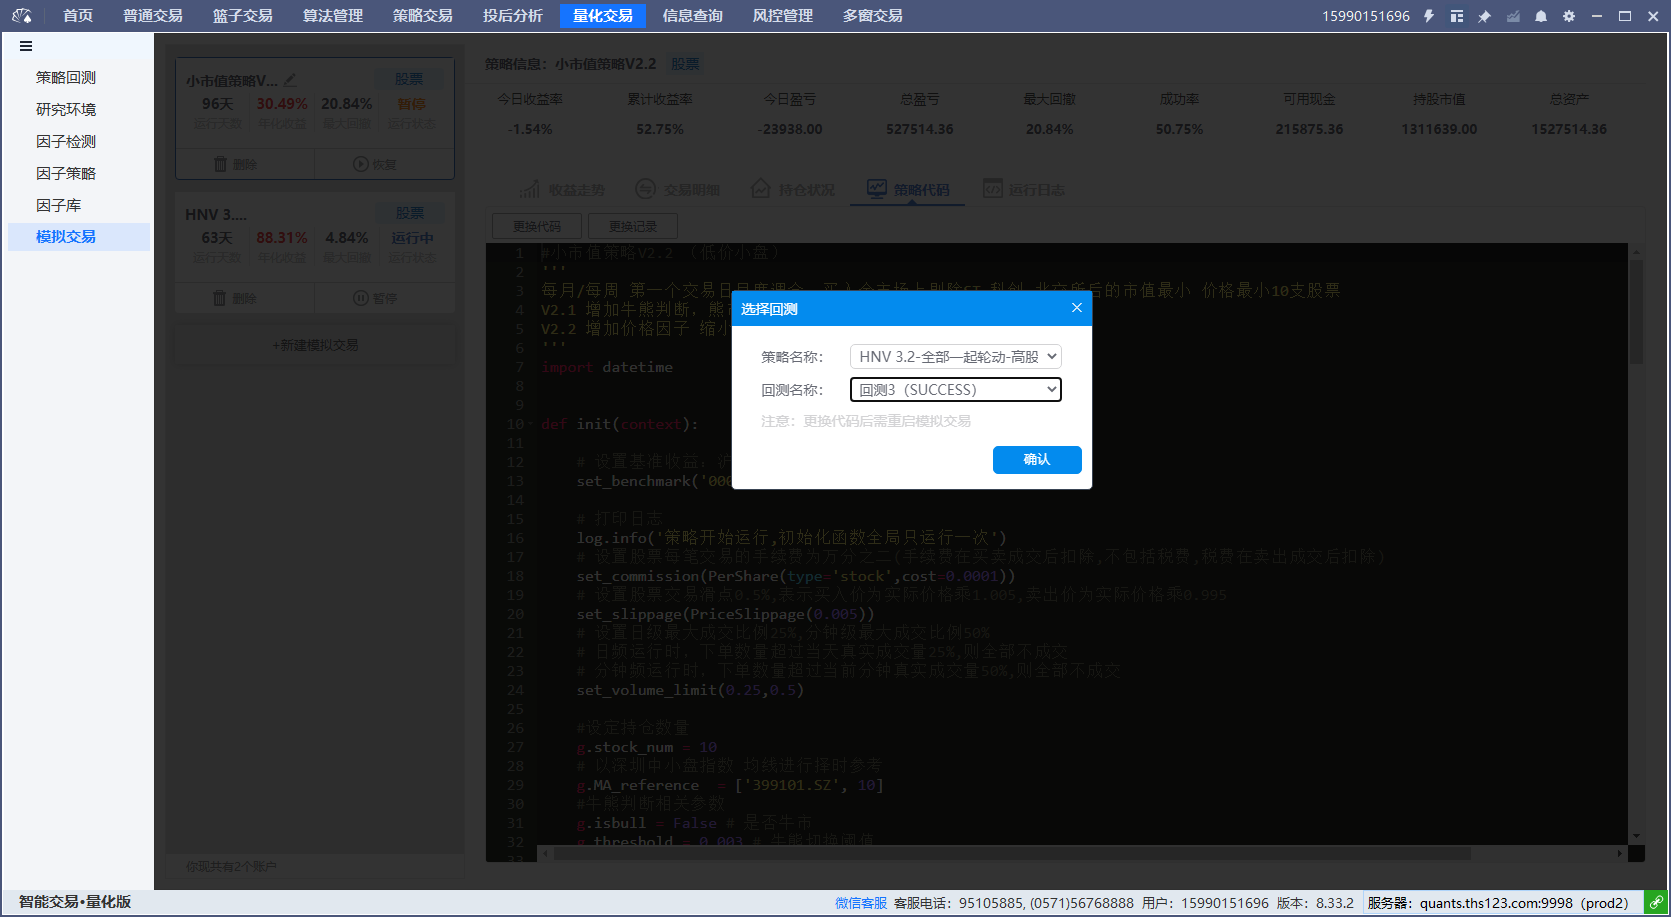 首页 普通交易 篮子交易 算法管理 策略交易 投后分析 量化交易 信息查询 风控管理 多窗交易 15990151696
策略回测
研究环境
因子检测
因子策略
因子库
模拟交易
小市值策略V... 股票
96天 30.49% 20.84% 暂停
运行天数 年化收益 最大回撤 运行状态
删除 恢复
HNV 3.... 股票
63天 88.31% 4.84% 运行中
运行天数 年化收益 最大回撤 运行状态
删除 暂停
+新建模拟交易
你现共有2个账户
策略信息：小市值策略V2.2 股票
今日收益率 累计收益率 今日盈亏 总盈亏 最大回撤 成功率 可用现金 持股市值 总资产
-1.54% 52.75% -23938.00 527514.36 20.84% 50.75% 215875.36 1311639.00 1527514.36
收益走势 交易明细 持仓状况 策略代码 运行日志
更换代码 更换记录
1 #小市值策略V2.2 （低价小盘）
2 '''
3 每月/每周 第一个交易日 剔除ST 科创 北交所后的市值最小 价格最小10支股票
4 V2.1 增加牛熊判断，熊
5 V2.2 增加价格因子 缩小
6 '''
7 import datetime
8
9
10 def init(context):
11
12 # 设置基准收益：沪
13 set_benchmark('000
14
15 # 打印日志
16 log.info('策略开始运行,初始化函数全局只运行一次')
17 # 设置股票每笔交易的手续费为万分之二(手续费在买卖成交后扣除,不包括税费,税费在卖出成交后扣除)
18 set_commission(PerShare(type='stock',cost=0.0001))
19 # 设置股票交易滑点0.5%,表示买入价为实际价格乘1.005,卖出价为实际价格乘0.995
20 set_slippage(PriceSlippage(0.005))
21 # 设置日级最大成交比例25%,分钟级最大成交比例50%
22 # 日频运行时，下单数量超过当天真实成交量25%,则全部不成交
23 # 分钟频运行时，下单数量超过当前分钟真实成交量50%,则全部不成交
24 set_volume_limit(0.25,0.5)
25
26 #设定持仓数量
27 g.stock_num = 10
28 # 以深圳中小盘指数 均线进行择时参考
29 g.MA_reference = ['399101.SZ', 10]
30 #牛熊判断相关参数
31 g.isbull = False # 是否牛市
32 g.threshold = 0.003 # 牛熊切换阈值
33
选择回测
策略名称： HNV 3.2-全部一起轮动-高股
回测名称： 回测3（SUCCESS）
注意：更换代码后需重启模拟交易
确认
智能交易•量化版 微信客服 客服电话：95105885, (0571)56768888 用户：15990151696 版本：8.33.2 服务器：quants.ths123.com:9998（prod2）